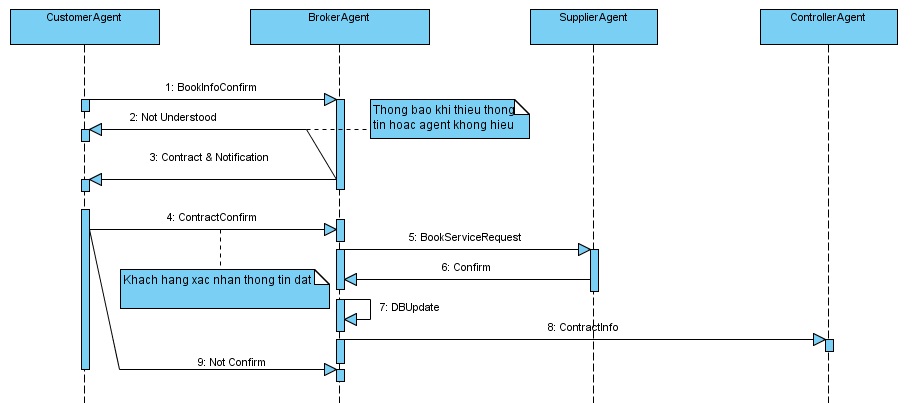 CustomerAgent
BrokerAgent
SupplierAgent
ControllerAgent
1: BookInfoConfirm
Thong bao khi thieu thong
tin hoac agent khong hieu
2: Not Understood
3: Contract & Notification
4: ContractConfirm
5: BookServiceRequest
6: Confirm
Khach hang xac nhan thong tin dat
7: DBUpdate
8: ContractInfo
9: Not Confirm